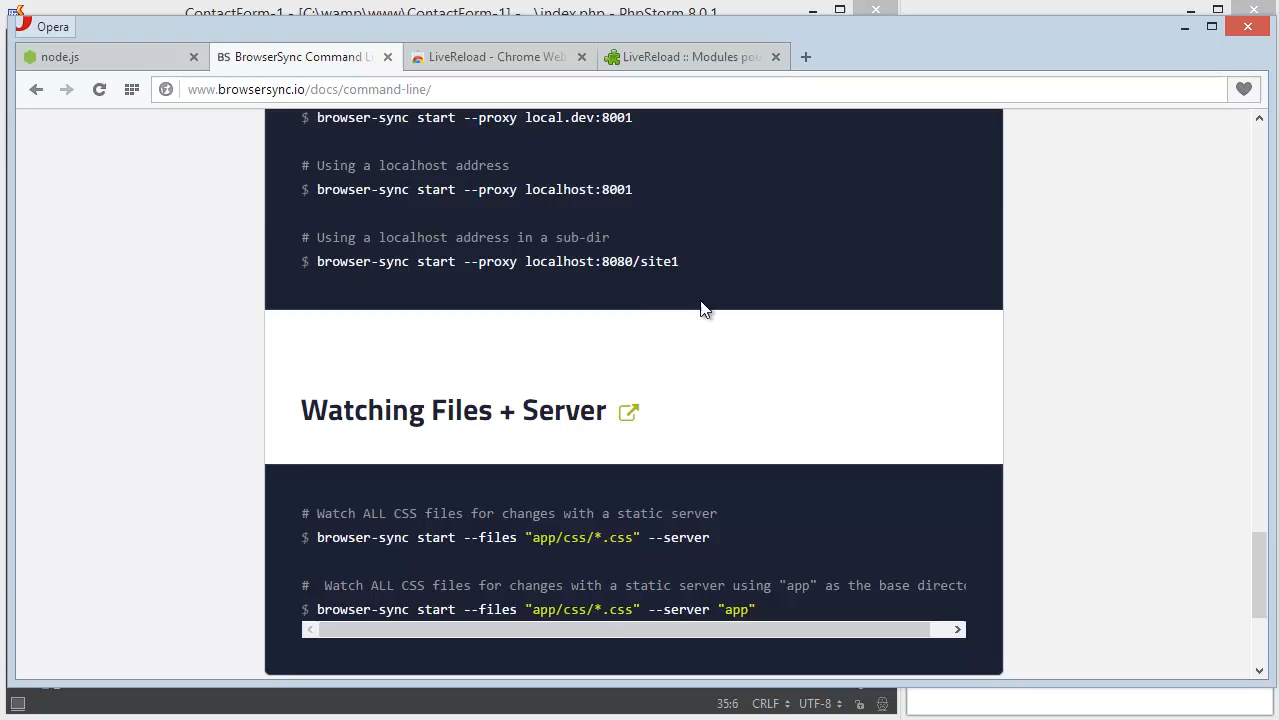 ContactForm-1 - [C:\wamp\www\ContactForm-1] - ...\index.php - PhpStorm 8.0.1
Opera
node.js
BS BrowserSync Command Li
LiveReload - Chrome Web
LiveReload :: Modules pou
www.browsersync.io/docs/command-line/
$ browser-sync start --proxy local.dev:8001
# Using a localhost address
$ browser-sync start --proxy localhost:8001
# Using a localhost address in a sub-dir
$ browser-sync start --proxy localhost:8080/site1
Watching Files + Server
# Watch ALL CSS files for changes with a static server
$ browser-sync start --files "app/css/*.css" --server
# Watch ALL CSS files for changes with a static server using "app" as the base directo
$ browser-sync start --files "app/css/*.css" --server "app"
35:6 CRLF UTF-8